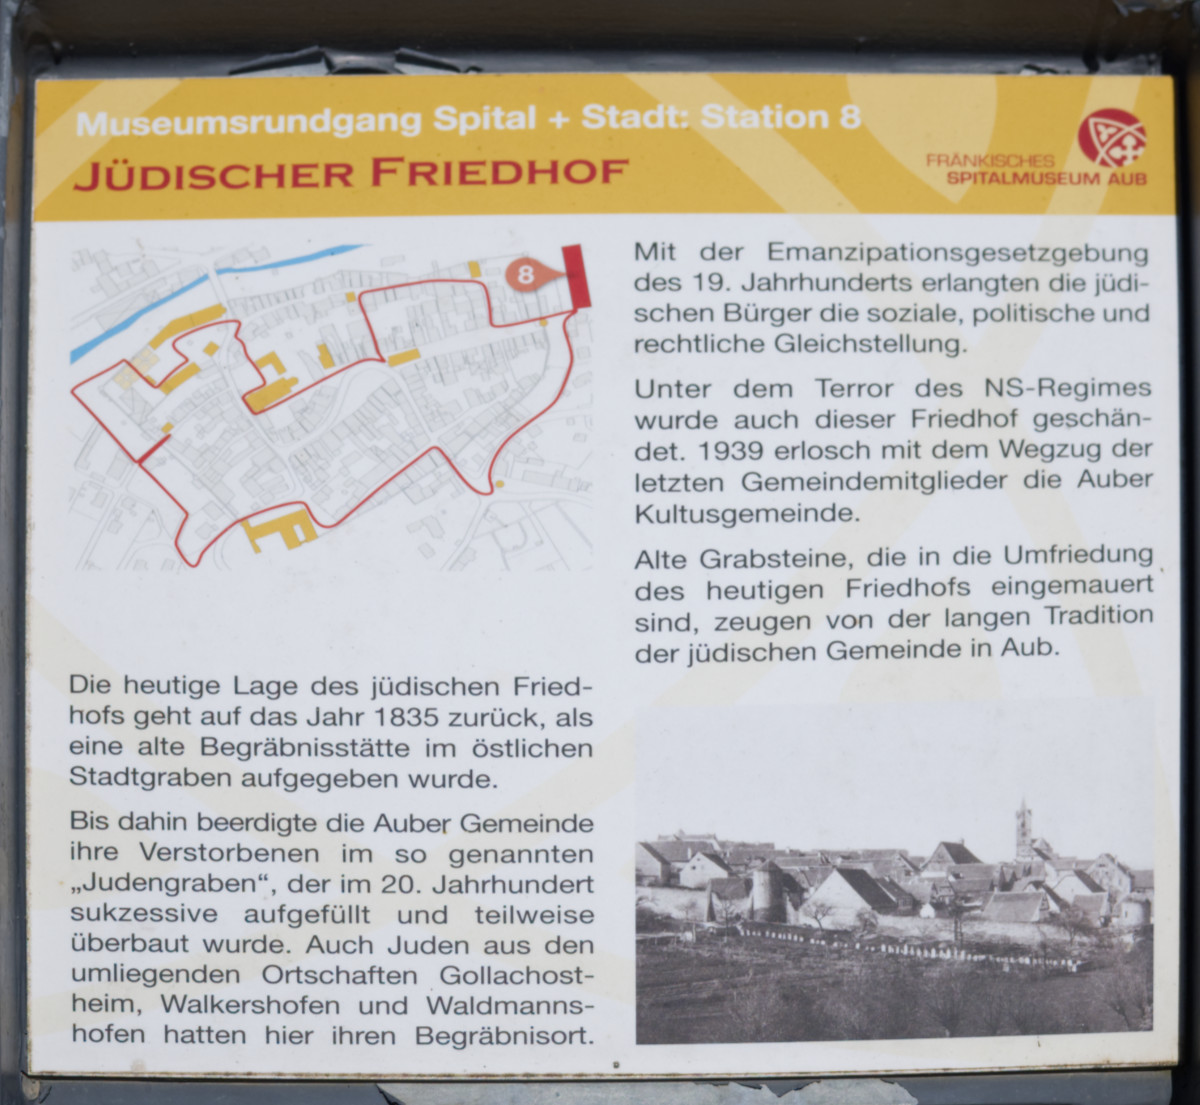 Museumsrundgang Spital + Stadt: Station 8
JÜDISCHER FRIEDHOF
FRÄNKISCHES
SPITALMUSEUM AUB
8
Die heutige Lage des jüdischen Fried-
hofs geht auf das Jahr 1835 zurück, als
eine alte Begräbnisstätte im östlichen
Stadtgraben aufgegeben wurde.
Bis dahin beerdigte die Auber Gemeinde
ihre Verstorbenen im so genannten
„Judengraben“, der im 20. Jahrhundert
sukzessive aufgefüllt und teilweise
überbaut wurde. Auch Juden aus den
umliegenden Ortschaften Gollachost-
heim, Walkershofen und Waldmanns-
hofen hatten hier ihren Begräbnisort.
Mit der Emanzipationsgesetzgebung
des 19. Jahrhunderts erlangten die jüdi-
schen Bürger die soziale, politische und
rechtliche Gleichstellung.
Unter dem Terror des NS-Regimes
wurde auch dieser Friedhof geschän-
det. 1939 erlosch mit dem Wegzug der
letzten Gemeindemitglieder die Auber
Kultusgemeinde.
Alte Grabsteine, die in die Umfriedung
des heutigen Friedhofs eingemauert
sind, zeugen von der langen Tradition
der jüdischen Gemeinde in Aub.